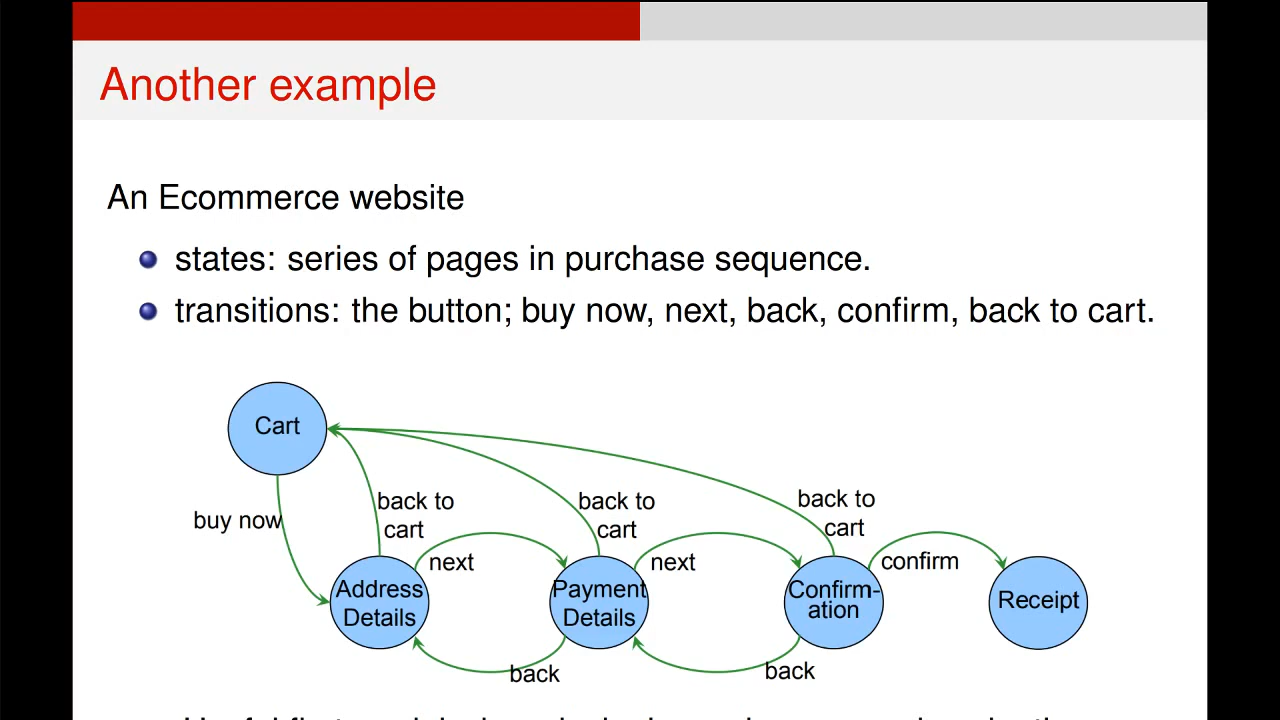 Another example
An Ecommerce website
states: series of pages in purchase sequence.
transitions: the button; buy now, next, back, confirm, back to cart.
Cart
buy now
back to
cart
back to
cart
back to
cart
next
next
confirm
Address
Details
Payment
Details
Confirm-
ation
Receipt
back
back